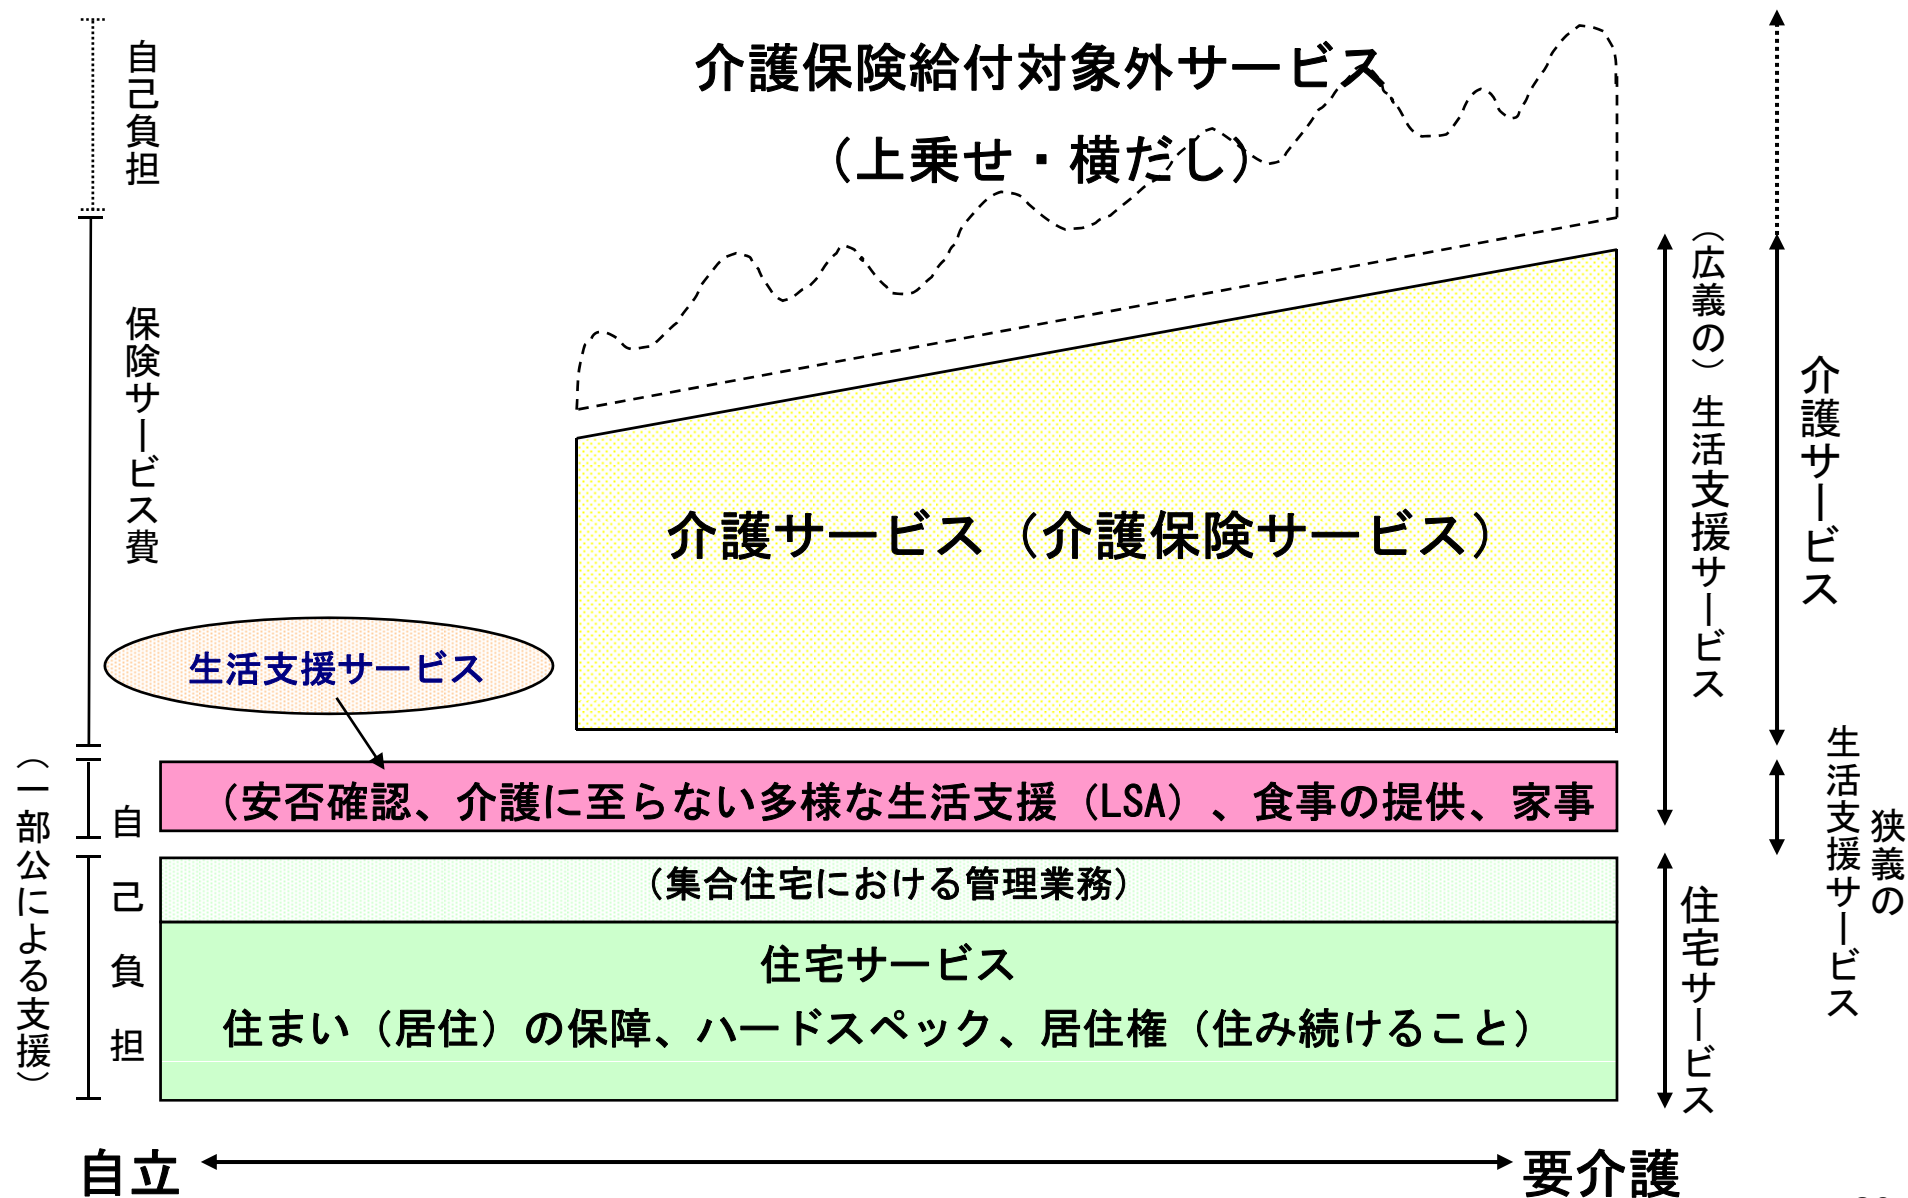 自己負担
介護保険給付対象外サービス
（上乗せ・横だし）
保険サービス費
介護サービス（介護保険サービス）
（広義の）生活支援サービス
介護サービス
生活支援サービス
（安否確認、介護に至らない多様な生活支援（LSA）、食事の提供、家事
狭義の
生活支援サービス
（一部公による支援）
自己負担
（集合住宅における管理業務）
住宅サービス
住まい（居住）の保障、ハードスペック、居住権（住み続けること）
住宅サービス
自立
要介護